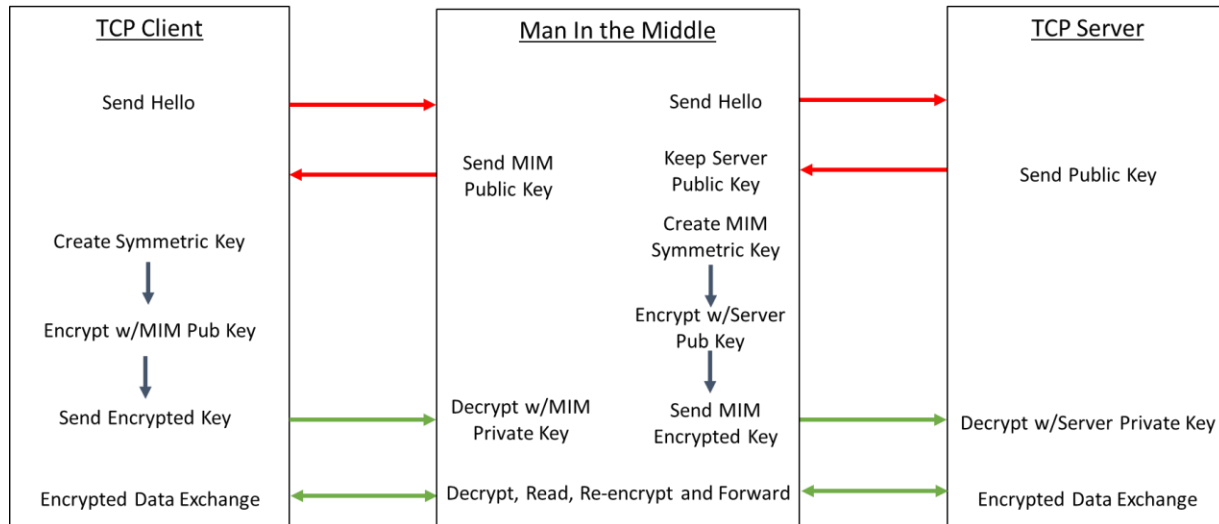 TCP Client
Man In the Middle
TCP Server
Send Hello
Send Hello
Send MIM
Public Key
Keep Server
Public Key
Send Public Key
Create Symmetric Key
Create MIM
Symmetric Key
Encrypt w/MIM Pub Key
Encrypt w/Server
Pub Key
Send Encrypted Key
Decrypt w/MIM
Private Key
Send MIM
Encrypted Key
Decrypt w/Server Private Key
Encrypted Data Exchange
Decrypt, Read, Re-encrypt and Forward
Encrypted Data Exchange